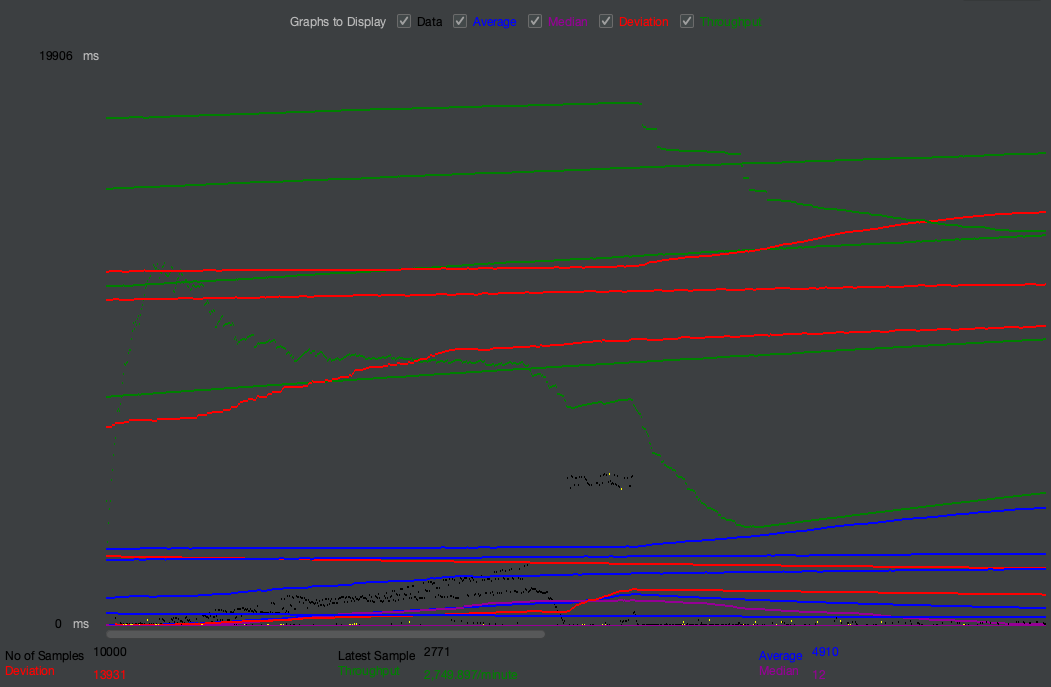 Graphs to Display Data Average Median Deviation Throughput
19906 ms
0 ms
No of Samples 10000 Latest Sample 2771 Average 4910
Deviation 13931 Throughput 2,749.897/minute Median